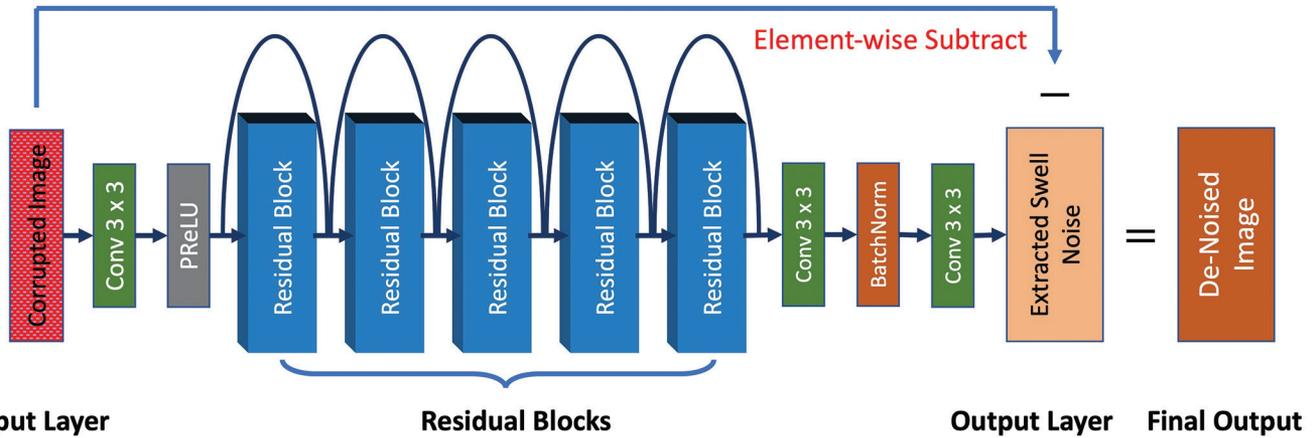 Element-wise Subtract
—
Corrupted Image
Conv 3 x 3
PReLU
Residual Block
Residual Block
Residual Block
Residual Block
Residual Block
Conv 3 x 3
BatchNorm
Conv 3 x 3
Extracted Swell
Noise
=
De-Noised
Image
put Layer
Residual Blocks
Output Layer
Final Output